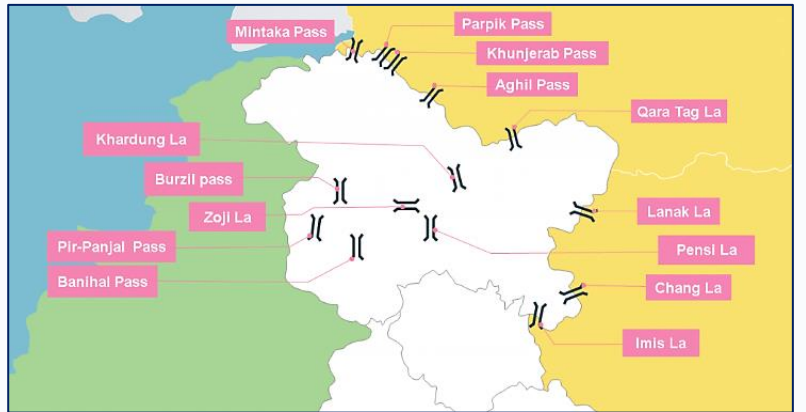 Parpik Pass
Mintaka Pass
Khunjerab Pass
Aghil Pass
Qara Tag La
Khardung La
Burzil pass
Zoji La
Lanak La
Pir-Panjal Pass
Pensi La
Banihal Pass
Chang La
Imis La